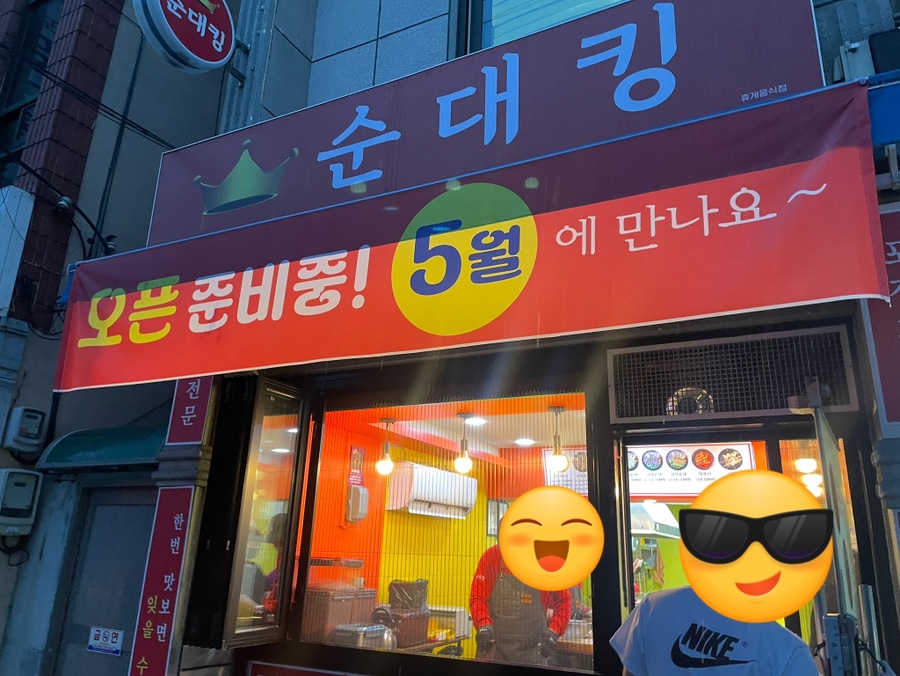 순대킹
순대킹
휴게음식점
오픈 준비중! 5월에 만나요~
전문
한번 맛보면
잊을 수
금연
NIKE